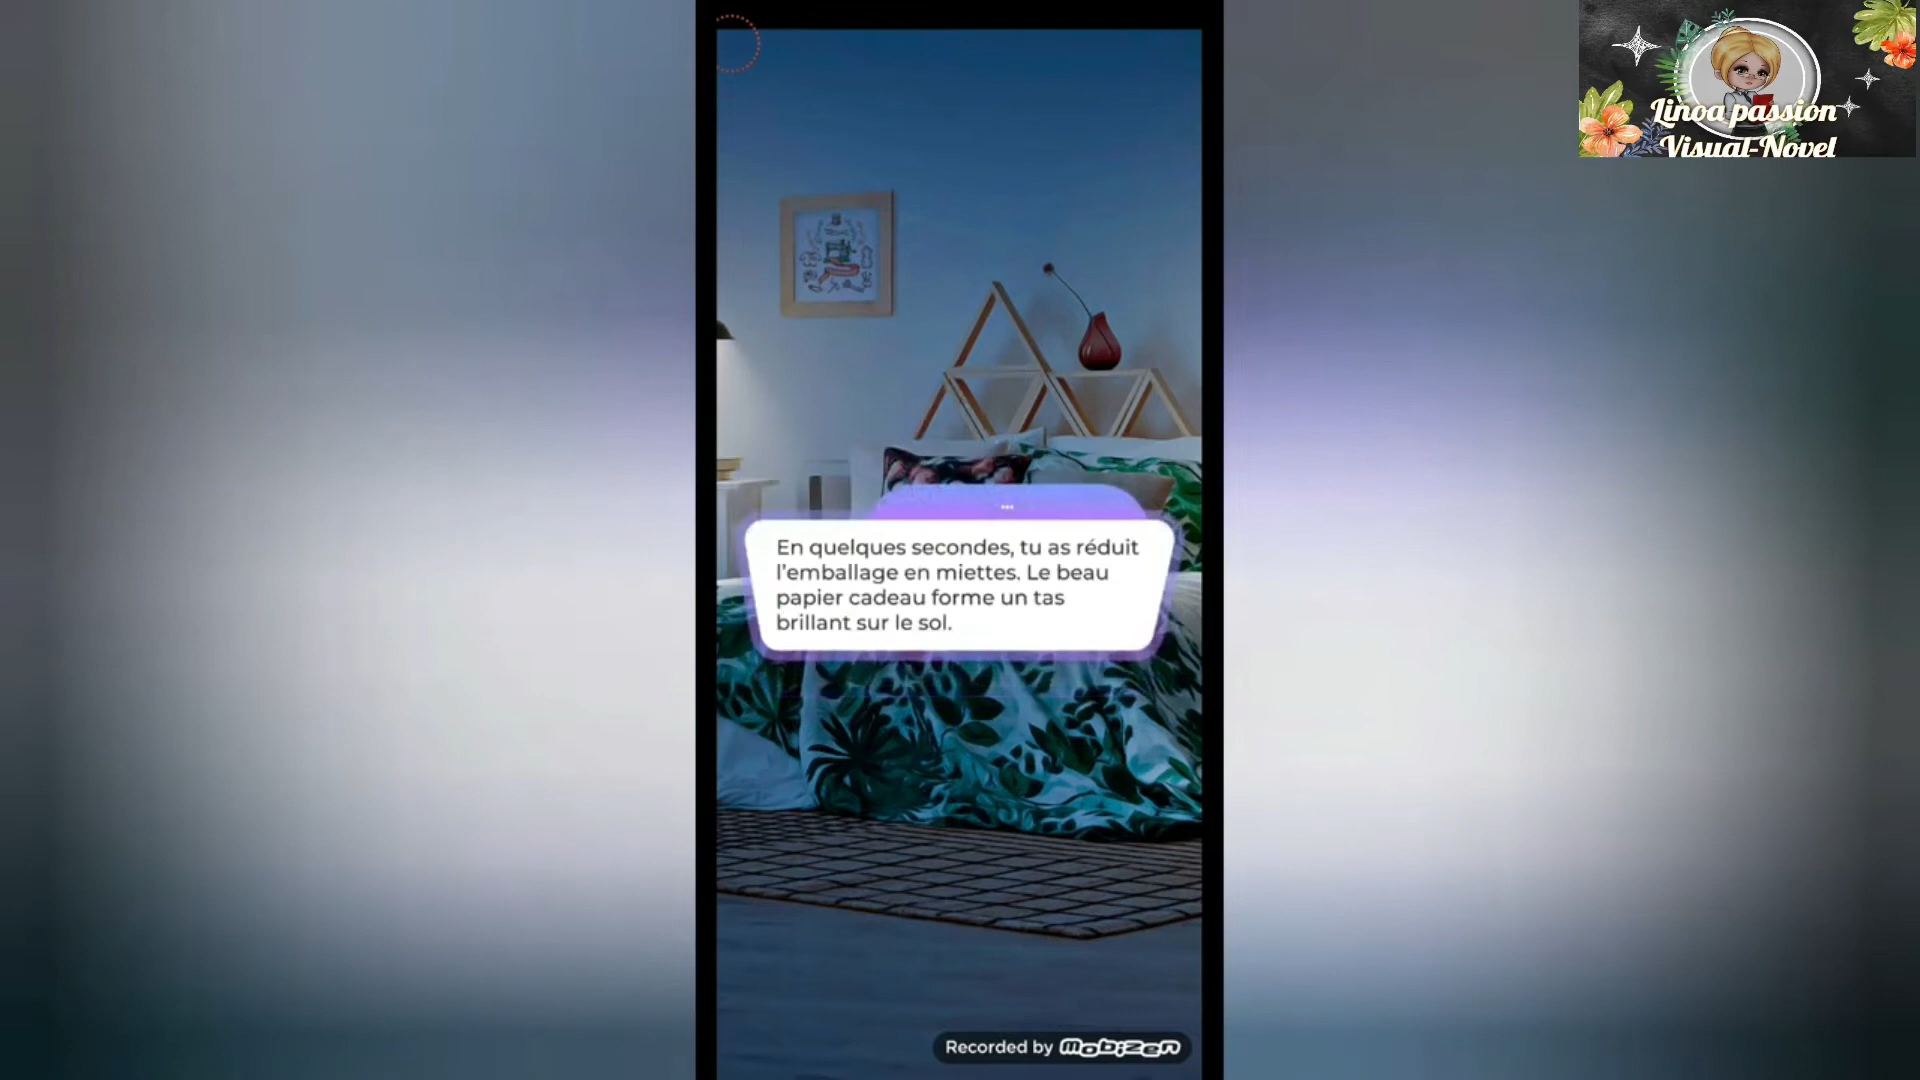 Linoa passion
Visual-Novel
...
En quelques secondes, tu as réduit
l'emballage en miettes. Le beau
papier cadeau forme un tas
brillant sur le sol.
Recorded by Mobizen